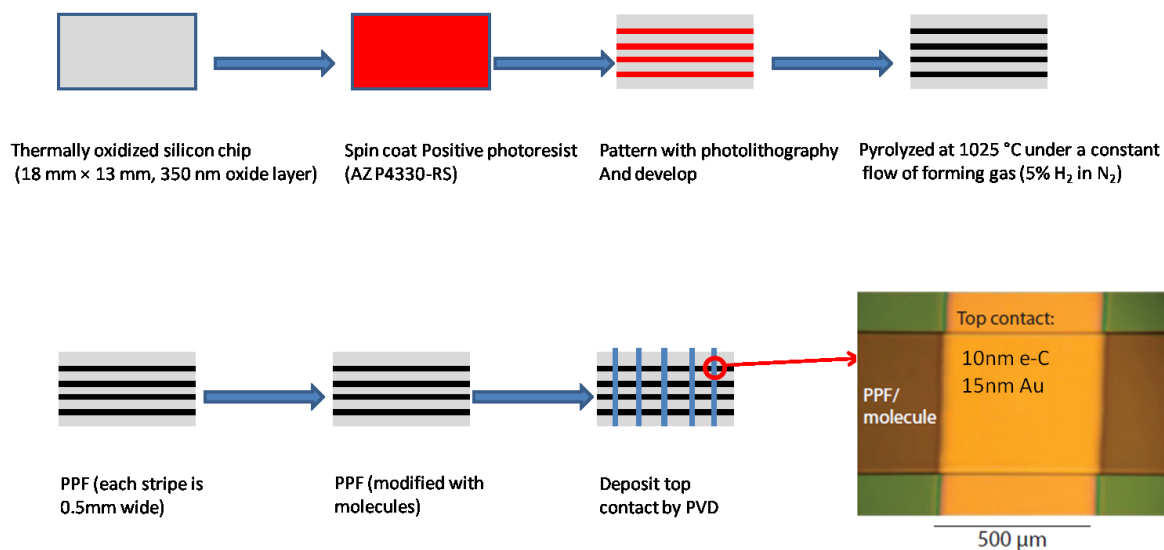 Thermally oxidized silicon chip
(18 mm × 13 mm, 350 nm oxide layer)
Spin coat Positive photoresist
(AZ P4330-RS)
Pattern with photolithography
And develop
Pyrolyzed at 1025 °C under a constant
flow of forming gas (5% H₂ in N₂)
PPF (each stripe is
0.5mm wide)
PPF (modified with
molecules)
Deposit top
contact by PVD
Top contact:
10nm e-C
15nm Au
PPF/
molecule
500 µm